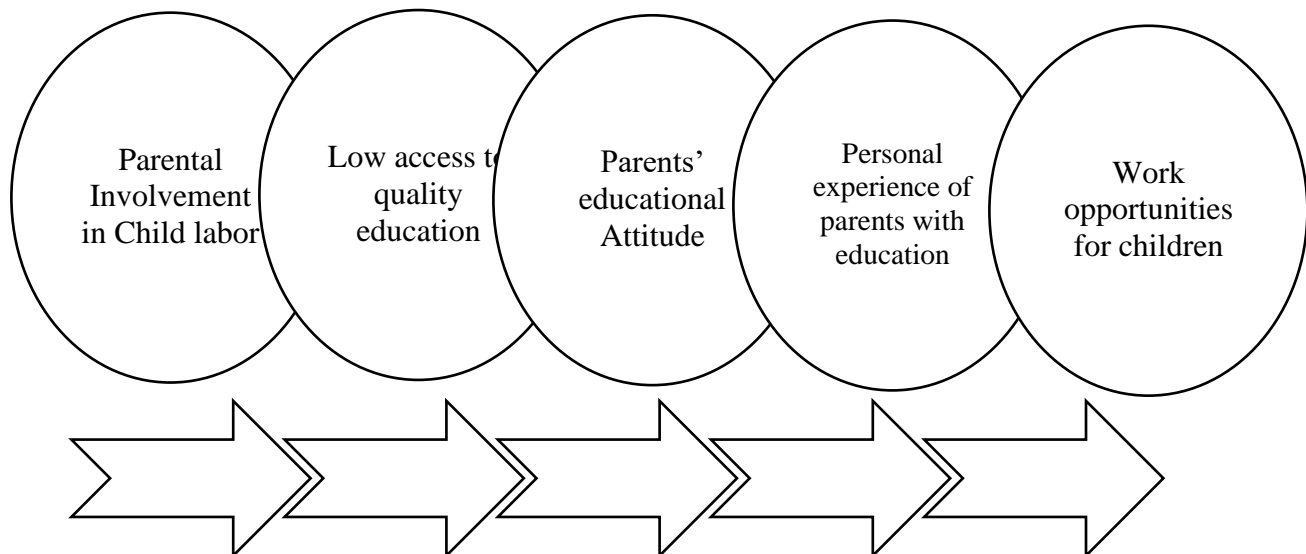 Parental
Involvement
in Child labor
Low access to
quality
education
Parents’
educational
Attitude
Personal
experience of
parents with
education
Work
opportunities
for children